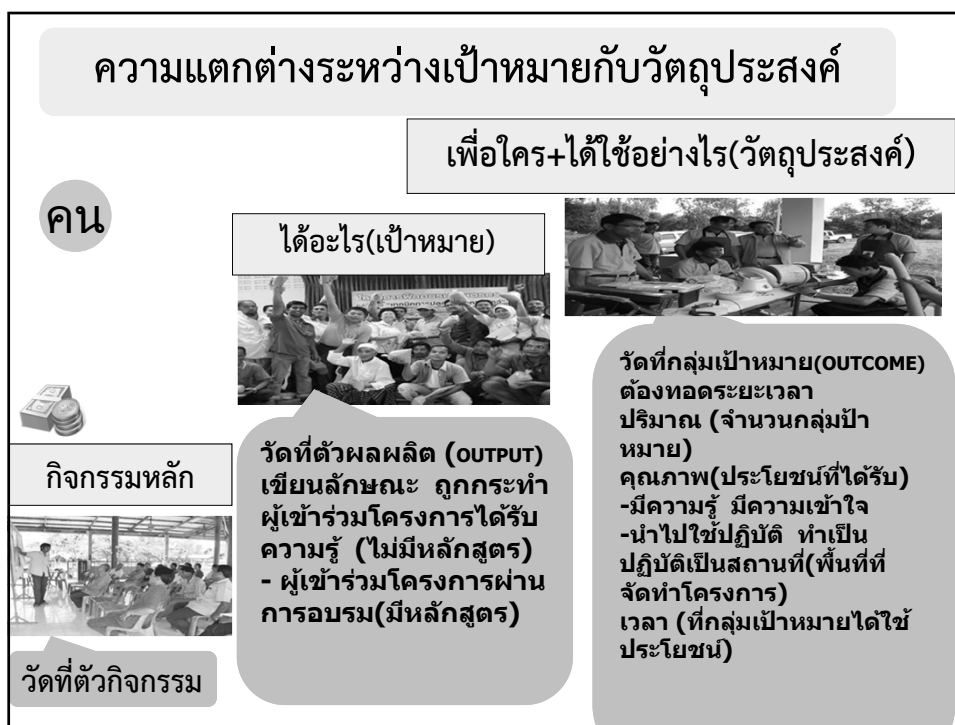 ความแตกต่างระหว่างเป้าหมายกับวัตถุประสงค์
เพื่อใคร+ได้ใช้อย่างไร(วัตถุประสงค์)
คน
ได้อะไร(เป้าหมาย)
กิจกรรมหลัก
วัดที่ตัวกิจกรรม
วัดที่ตัวผลผลิต (OUTPUT)
เขียนลักษณะ ถูกกระทำ
ผู้เข้าร่วมโครงการได้รับ
ความรู้ (ไม่มีหลักสูตร)
- ผู้เข้าร่วมโครงการผ่าน
การอบรม(มีหลักสูตร)
วัดที่กลุ่มเป้าหมาย(OUTCOME)
ต้องทอดระยะเวลา
ปริมาณ (จำนวนกลุ่มป้า
หมาย)
คุณภาพ(ประโยชน์ที่ได้รับ)
-มีความรู้ มีความเข้าใจ
-นำไปใช้ปฏิบัติ ทำเป็น
ปฏิบัติเป็นสถานที่(พื้นที่ที่
จัดทำโครงการ)
เวลา (ที่กลุ่มเป้าหมายได้ใช้
ประโยชน์)